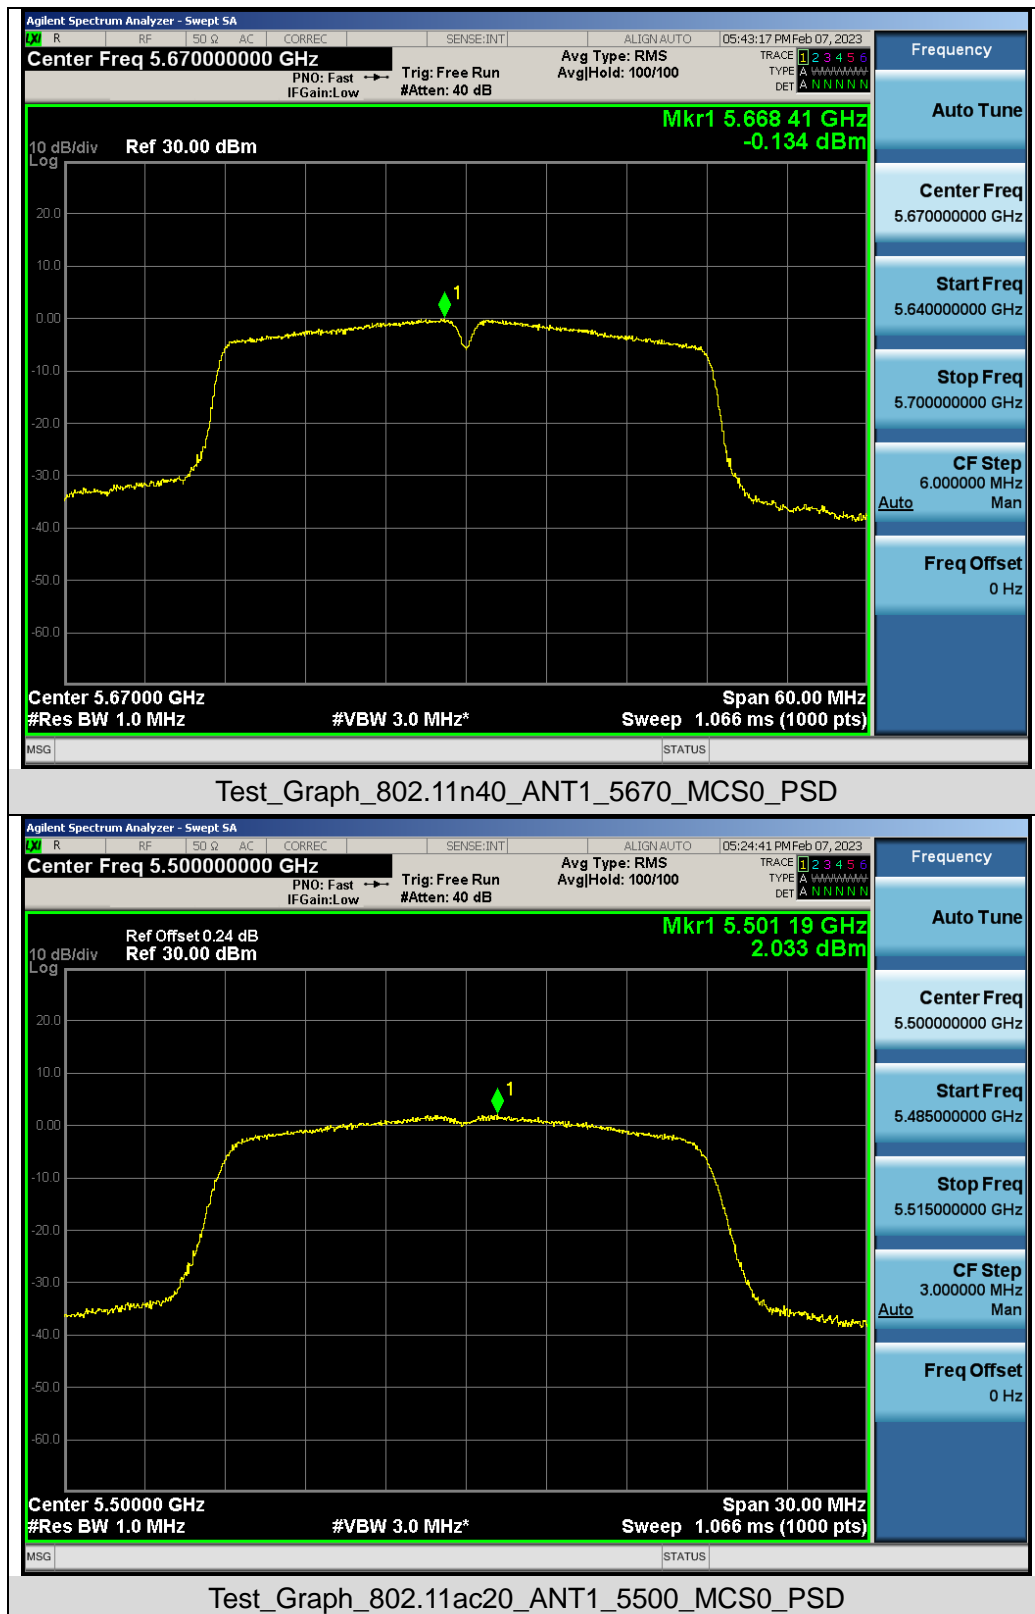 Agilent Spectrum Analyzer - Swept SA
LXI R RF 50 Ω AC CORREC SENSE:INT ALIGN AUTO 05:43:17 PM Feb 07, 2023
Center Freq 5.670000000 GHz
PNO: Fast
IFGain:Low
Trig: Free Run
#Atten: 40 dB
Avg Type: RMS
Avg|Hold: 100/100
TRACE 1 2 3 4 5 6
TYPE A WWWWW
DET A N N N N N
Mkr1 5.668 41 GHz
-0.134 dBm
10 dB/div
Log
Ref 30.00 dBm
20.0
10.0
0.00
-10.0
-20.0
-30.0
-40.0
-50.0
-60.0
1
Center 5.67000 GHz
#Res BW 1.0 MHz
#VBW 3.0 MHz*
Span 60.00 MHz
Sweep 1.066 ms (1000 pts)
MSG
STATUS
Frequency
Auto Tune
Center Freq
5.670000000 GHz
Start Freq
5.640000000 GHz
Stop Freq
5.700000000 GHz
CF Step
6.000000 MHz
Auto Man
Freq Offset
0 Hz
Test_Graph_802.11n40_ANT1_5670_MCS0_PSD
Agilent Spectrum Analyzer - Swept SA
LXI R RF 50 Ω AC CORREC SENSE:INT ALIGN AUTO 05:24:41 PM Feb 07, 2023
Center Freq 5.500000000 GHz
PNO: Fast
IFGain:Low
Trig: Free Run
#Atten: 40 dB
Avg Type: RMS
Avg|Hold: 100/100
TRACE 1 2 3 4 5 6
TYPE A WWWWW
DET A N N N N N
Mkr1 5.501 19 GHz
2.033 dBm
10 dB/div
Log
Ref Offset 0.24 dB
Ref 30.00 dBm
20.0
10.0
0.00
-10.0
-20.0
-30.0
-40.0
-50.0
-60.0
1
Center 5.50000 GHz
#Res BW 1.0 MHz
#VBW 3.0 MHz*
Span 30.00 MHz
Sweep 1.066 ms (1000 pts)
MSG
STATUS
Frequency
Auto Tune
Center Freq
5.500000000 GHz
Start Freq
5.485000000 GHz
Stop Freq
5.515000000 GHz
CF Step
3.000000 MHz
Auto Man
Freq Offset
0 Hz
Test_Graph_802.11ac20_ANT1_5500_MCS0_PSD